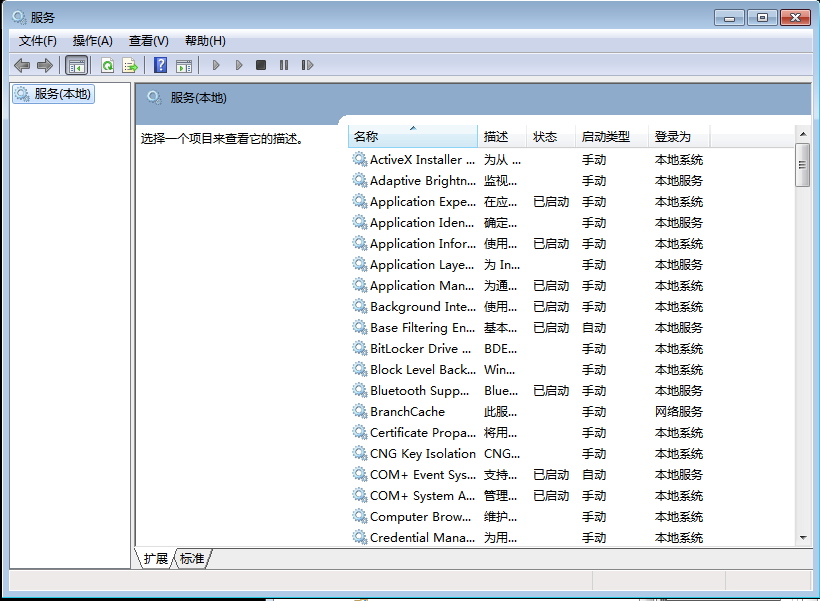 服务
文件(F) 操作(A) 查看(V) 帮助(H)
服务(本地)
服务(本地)
选择一个项目来查看它的描述。
名称 描述 状态 启动类型 登录为
ActiveX Installer ... 为从 ... 手动 本地系统
Adaptive Brightn... 监视... 手动 本地服务
Application Expe... 在应... 已启动 手动 本地系统
Application Iden... 确定... 手动 本地服务
Application Infor... 使用... 已启动 手动 本地系统
Application Laye... 为 In... 手动 本地服务
Application Man... 为通... 已启动 手动 本地系统
Background Inte... 使用... 已启动 手动 本地系统
Base Filtering En... 基本... 已启动 自动 本地服务
BitLocker Drive ... BDE... 手动 本地系统
Block Level Back... Win... 手动 本地系统
Bluetooth Supp... Blue... 已启动 手动 本地服务
BranchCache 此服... 手动 网络服务
Certificate Propa... 将用... 手动 本地系统
CNG Key Isolation CNG... 手动 本地系统
COM+ Event Sys... 支持... 已启动 自动 本地服务
COM+ System A... 管理... 已启动 手动 本地系统
Computer Brow... 维护... 手动 本地系统
Credential Mana... 为用... 手动 本地系统
扩展 标准